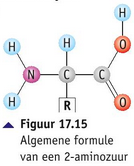 H
O
H
H
N
C
C
H
R
O
Figuur 17.15
Algemene formule
van een 2-aminozuur